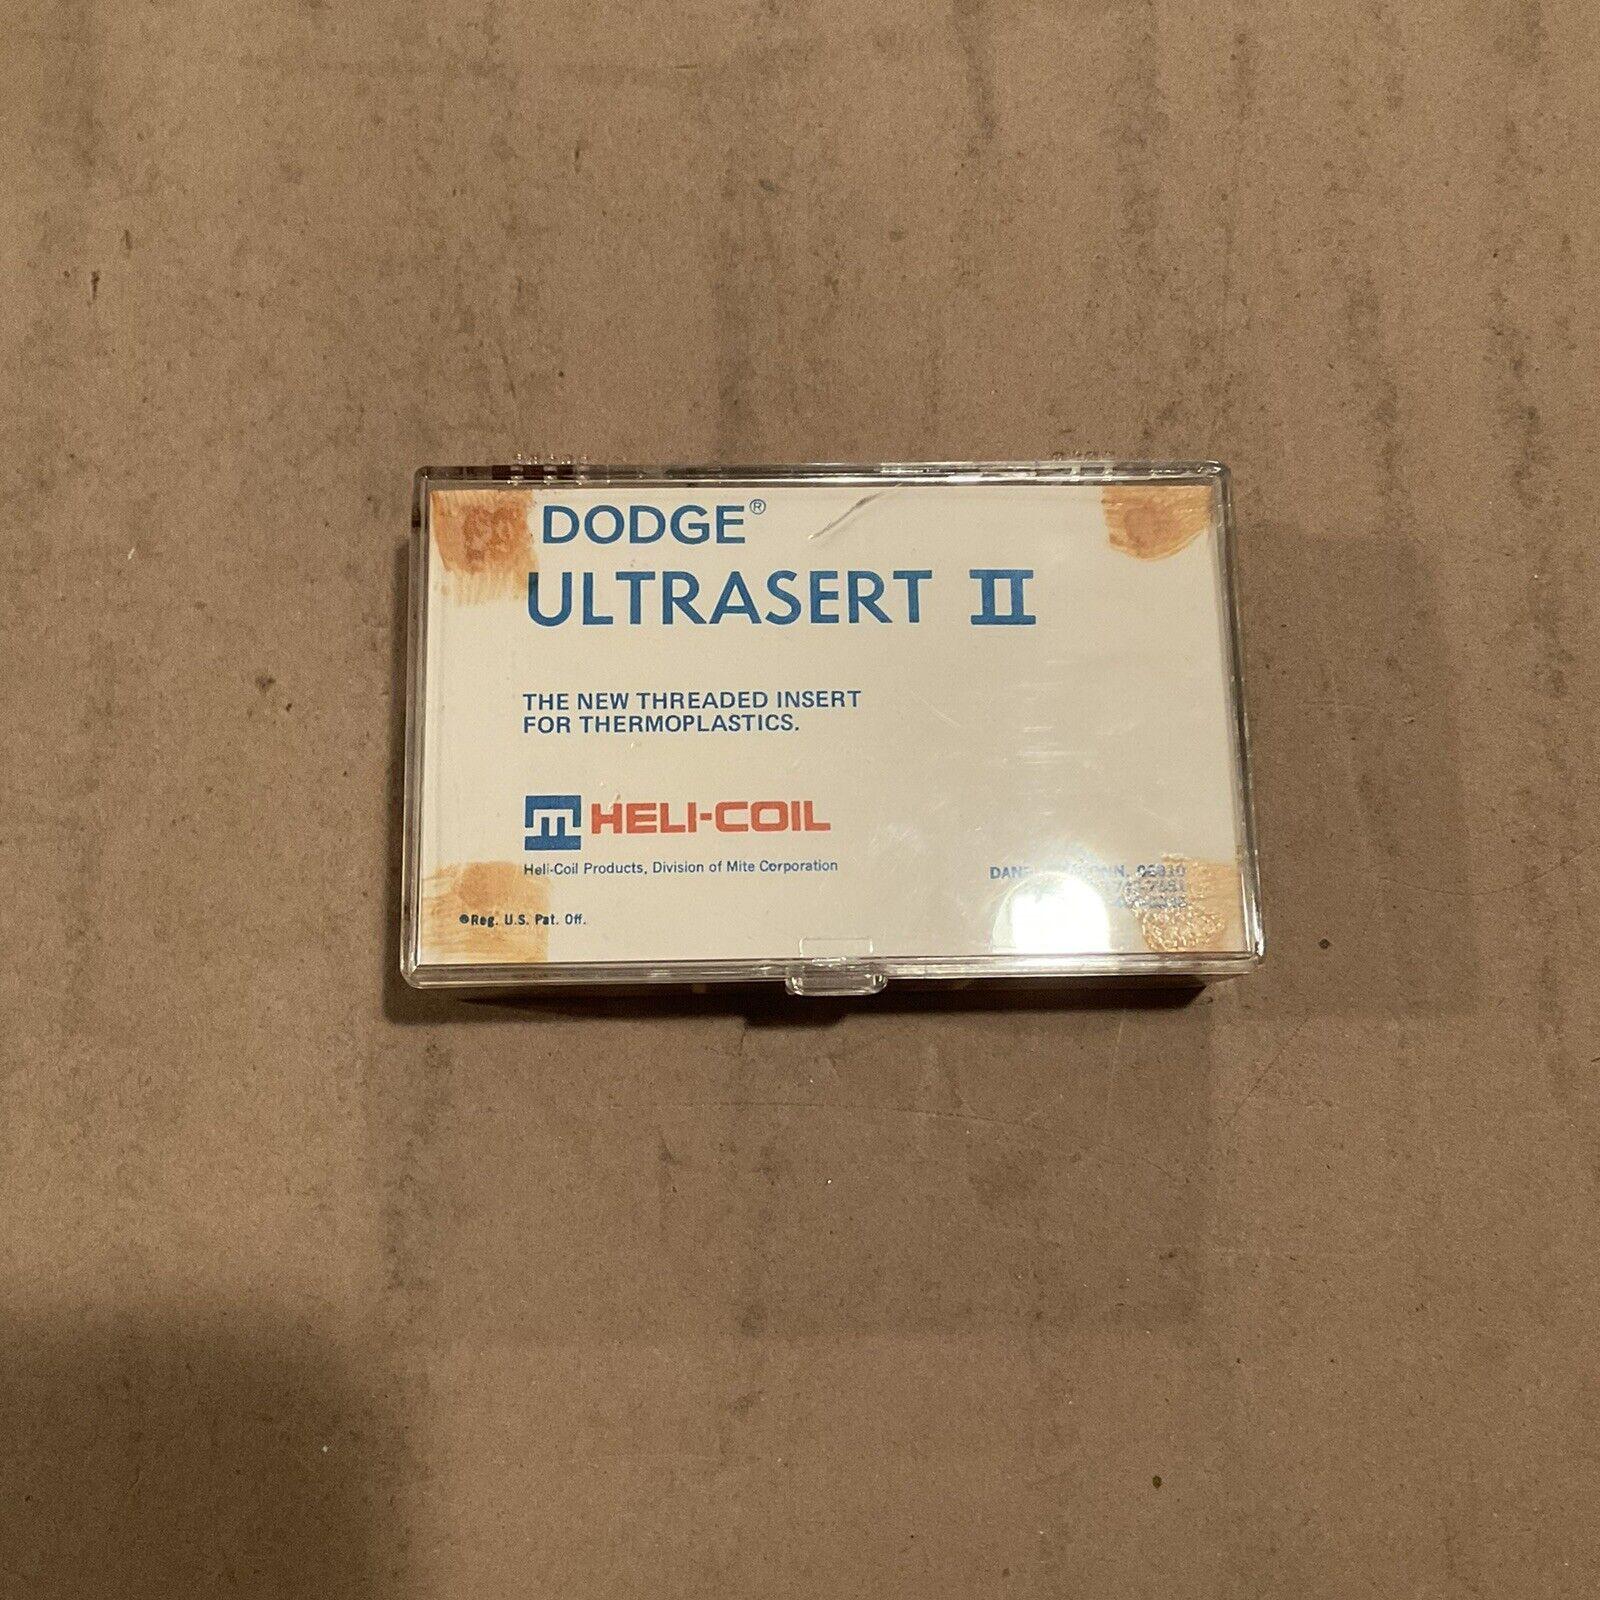 DODGE®
ULTRASERT II
THE NEW THREADED INSERT
FOR THERMOPLASTICS.
HELI-COIL
Heli-Coil Products, Division of Mite Corporation
06810
®Reg. U.S. Pat. Off.